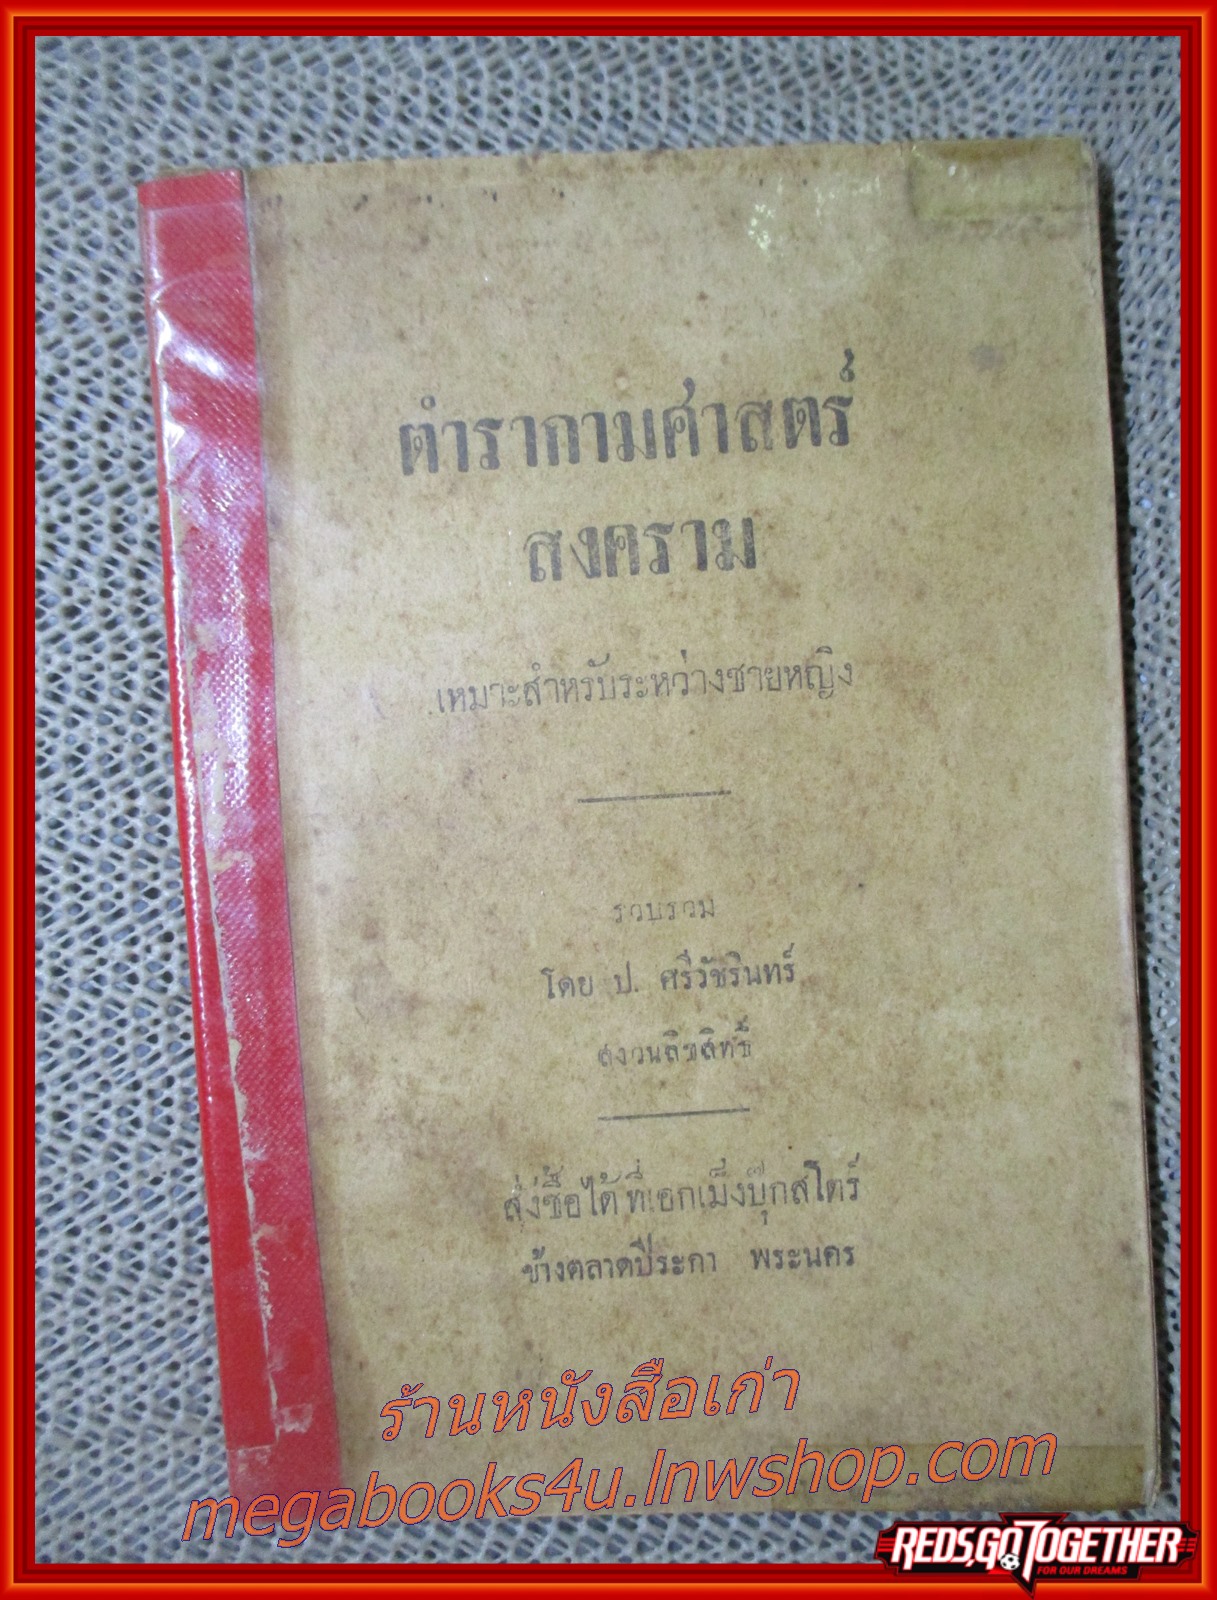 ตำรากามศาสตร์
สงคราม
เหมาะสำหรับระหว่างชายหญิง
รวบรวม
โดย ป. ศรีวัชรินทร์
สงวนลิขสิทธิ์
สั่งซื้อได้ที่เอกเม็งบุ๊กสโตร์
ข้างตลาดปีระกา พระนคร
ร้านหนังสือเก่า
megabooks4u.lnwshop.com
REDS,GO TOGETHER
FOR OUR DREAMS